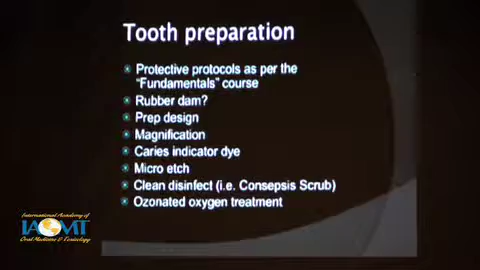 Tooth preparation
Protective protocols as per the
"Fundamentals" course
Rubber dam?
Prep design
Magnification
Caries indicator dye
Micro etch
Clean disinfect (i.e. Consepsis Scrub)
Ozonated oxygen treatment
International Academy of
IAOMT
Oral Medicine & Toxicology